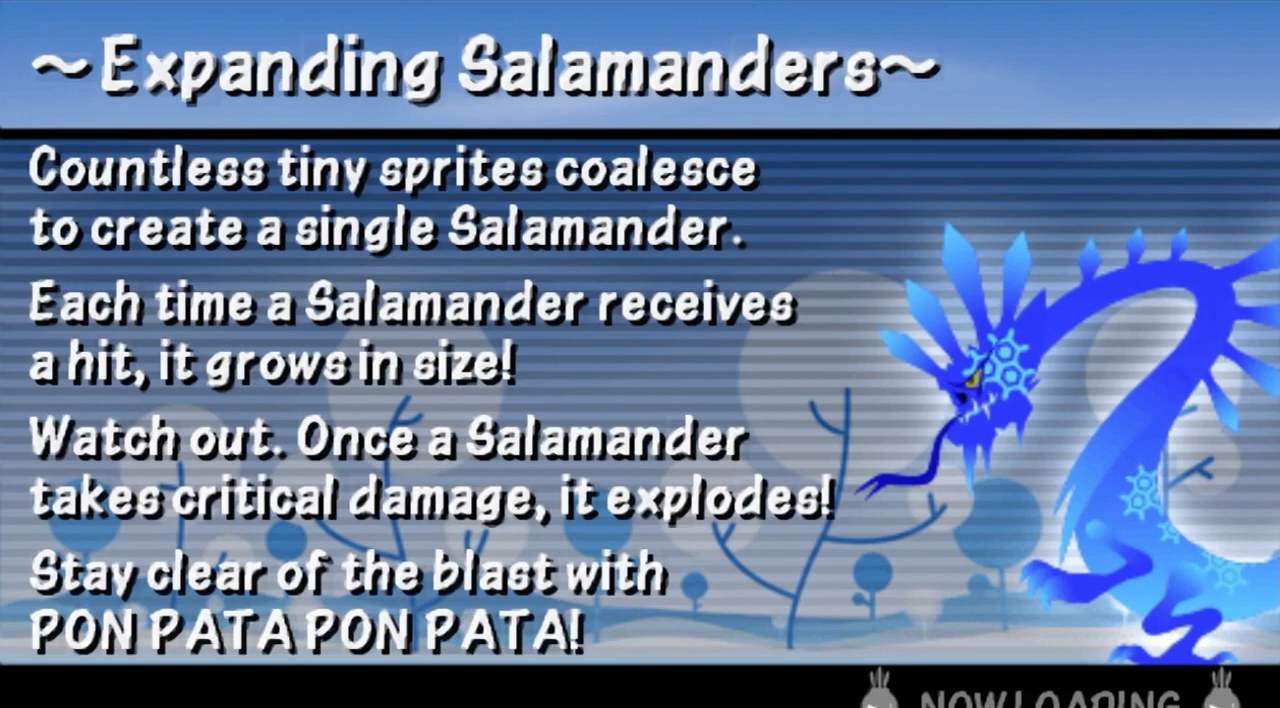 ~Expanding Salamanders~
Countless tiny sprites coalesce
to create a single Salamander.
Each time a Salamander receives
a hit, it grows in size!
Watch out. Once a Salamander
takes critical damage, it explodes!
Stay clear of the blast with
PON PATA PON PATA!
NOW LOADING